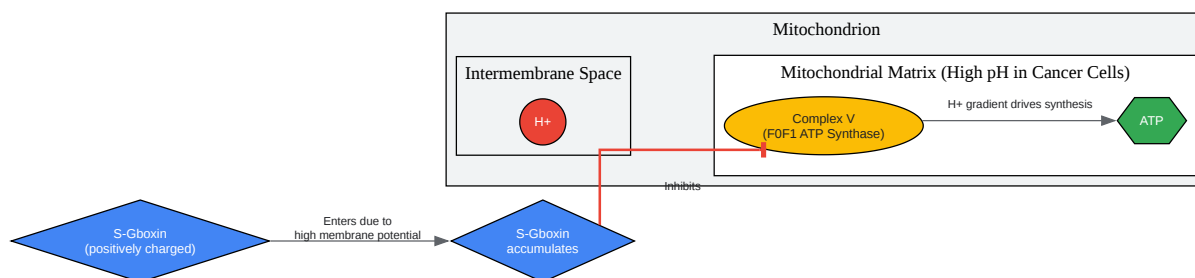 Mitochondrion
Intermembrane Space
H+
Mitochondrial Matrix (High pH in Cancer Cells)
Complex V
(F0F1 ATP Synthase)
H+ gradient drives synthesis
ATP
Inhibits
S-Gboxin
(positively charged)
Enters due to
high membrane potential
S-Gboxin
accumulates